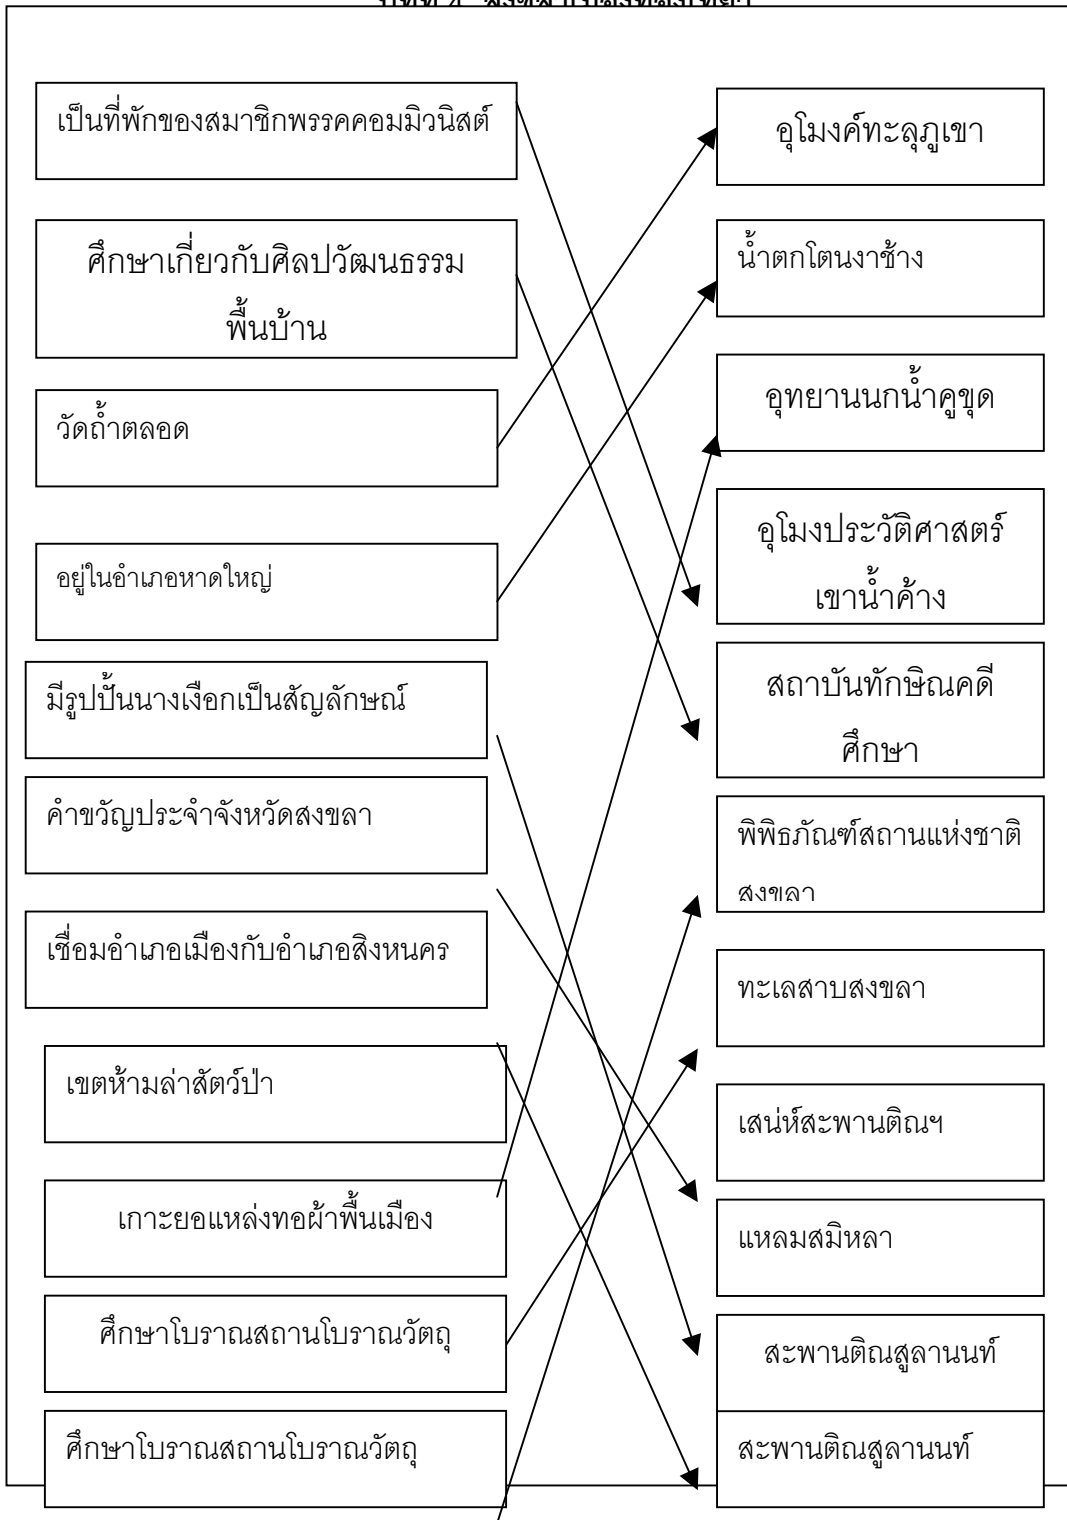 เป็นที่พักของสมาชิกพรรคคอมมิวนิสต์
ศึกษาเกี่ยวกับศิลปวัฒนธรรม
พื้นบ้าน
วัดถ้ำตลอด
อยู่ในอำเภอหาดใหญ่
มีรูปปั้นนางเงือกเป็นสัญลักษณ์
คำขวัญประจำจังหวัดสงขลา
เชื่อมอำเภอเมืองกับอำเภอสิงหนคร
เขตห้ามล่าสัตว์ป่า
เกาะยอแหล่งทอผ้าพื้นเมือง
ศึกษาโบราณสถานโบราณวัตถุ
ศึกษาโบราณสถานโบราณวัตถุ
อุโมงค์ทะลุภูเขา
น้ำตกโตนงาช้าง
อุทยานนกน้ำคูขุด
อุโมงประวัติศาสตร์
เขาน้ำค้าง
สถาบันทักษิณคดี
ศึกษา
พิพิธภัณฑ์สถานแห่งชาติ
สงขลา
ทะเลสาบสงขลา
เสน่ห์สะพานติณฯ
แหลมสมิหลา
สะพานติณสูลานนท์
สะพานติณสูลานนท์